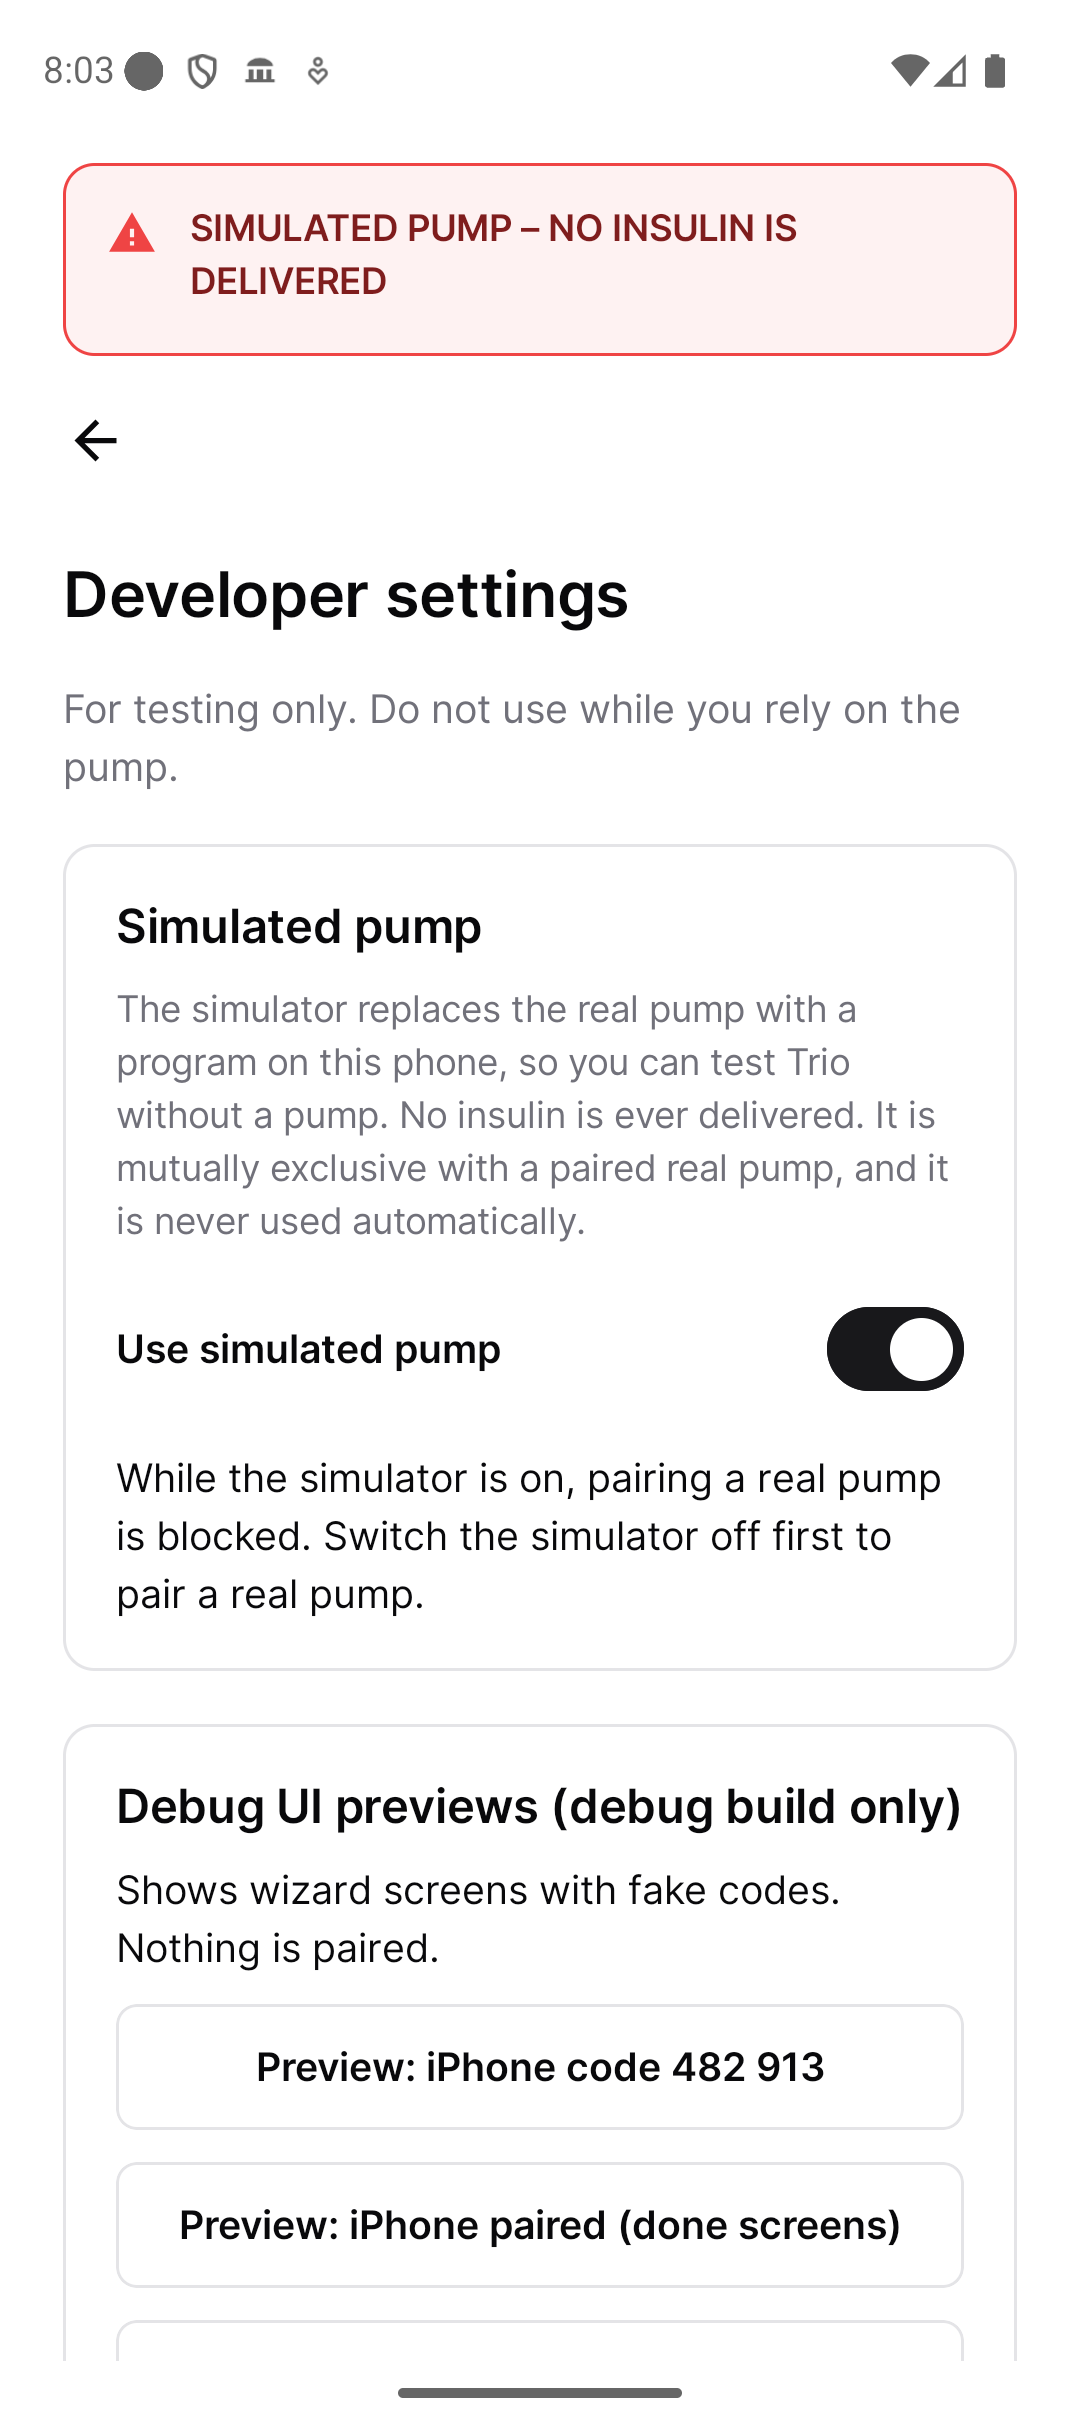 8:03
SIMULATED PUMP – NO INSULIN IS
DELIVERED
Developer settings
For testing only. Do not use while you rely on the
pump.
Simulated pump
The simulator replaces the real pump with a
program on this phone, so you can test Trio
without a pump. No insulin is ever delivered. It is
mutually exclusive with a paired real pump, and it
is never used automatically.
Use simulated pump
While the simulator is on, pairing a real pump
is blocked. Switch the simulator off first to
pair a real pump.
Debug UI previews (debug build only)
Shows wizard screens with fake codes.
Nothing is paired.
Preview: iPhone code 482 913
Preview: iPhone paired (done screens)